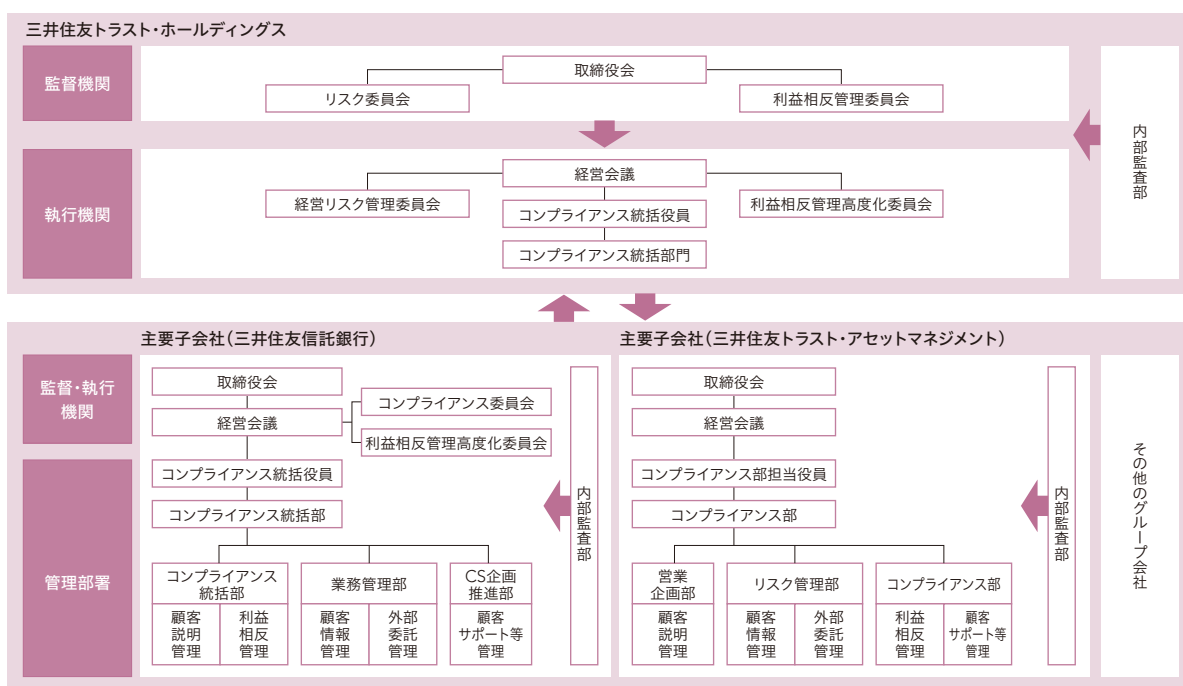 三井住友トラスト・ホールディングス
監督機関
取締役会
リスク委員会
利益相反管理委員会
執行機関
経営会議
経営リスク管理委員会
コンプライアンス統括役員
利益相反管理高度化委員会
コンプライアンス統括部門
内部監査部
主要子会社(三井住友信託銀行)
監督・執行
機関
取締役会
経営会議
コンプライアンス委員会
利益相反管理高度化委員会
管理部署
コンプライアンス統括役員
コンプライアンス統括部
コンプライアンス
統括部
顧客
説明
管理
利益
相反
管理
業務管理部
顧客
情報
管理
外部
委託
管理
CS企画
推進部
顧客
サポート等
管理
内部監査部
主要子会社(三井住友トラスト・アセットマネジメント)
取締役会
経営会議
コンプライアンス部担当役員
コンプライアンス部
営業
企画部
顧客
説明
管理
リスク管理部
顧客
情報
管理
外部
委託
管理
コンプライアンス部
利益
相反
管理
顧客
サポート等
管理
内部監査部
その他のグループ会社